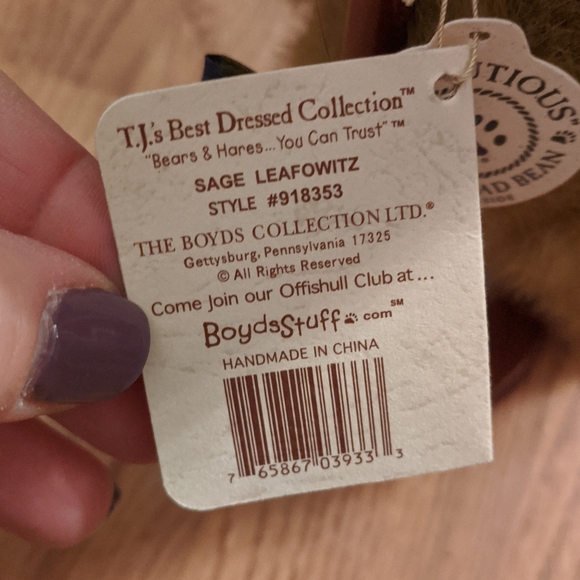 T.J.'s Best Dressed Collection™
"Bears & Hares...You Can Trust"™
SAGE LEAFOWITZ
STYLE #918353
THE BOYDS COLLECTION LTD.®
Gettysburg, Pennsylvania 17325
© All Rights Reserved
Come Join our Offishull Club at...
BoydsStuff.com℠
HANDMADE IN CHINA
7 65867 03933 3
BEAN